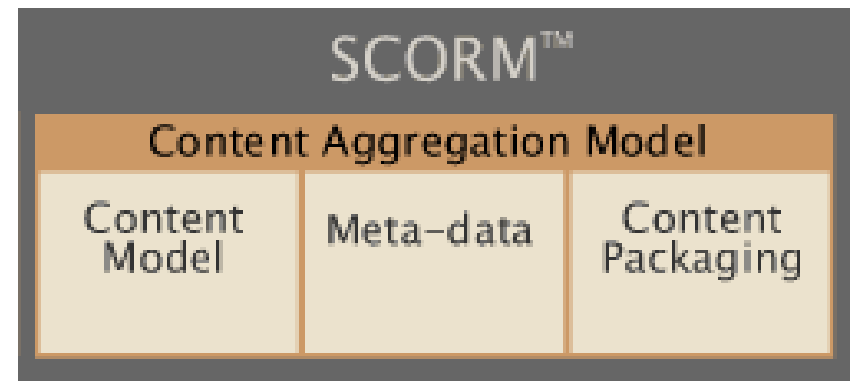 SCORM™
Content Aggregation Model
Content
Model
Meta-data
Content
Packaging